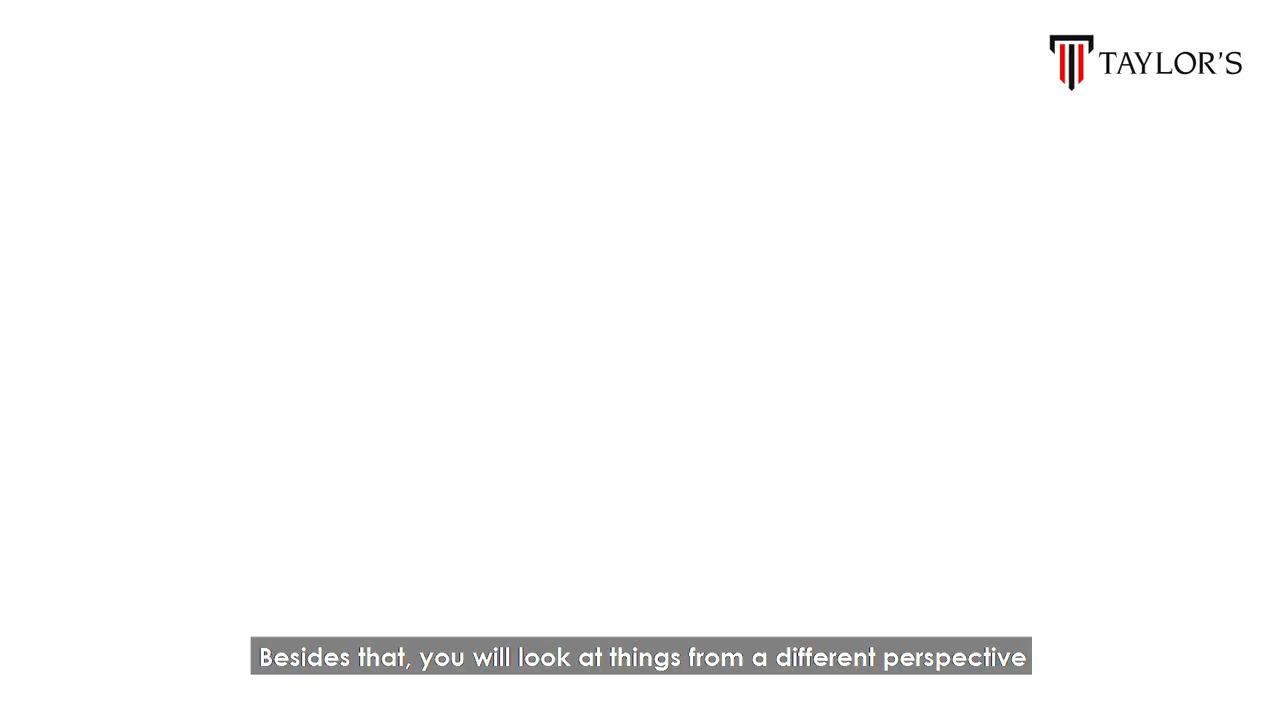 TAYLOR'S
Besides that, you will look at things from a different perspective